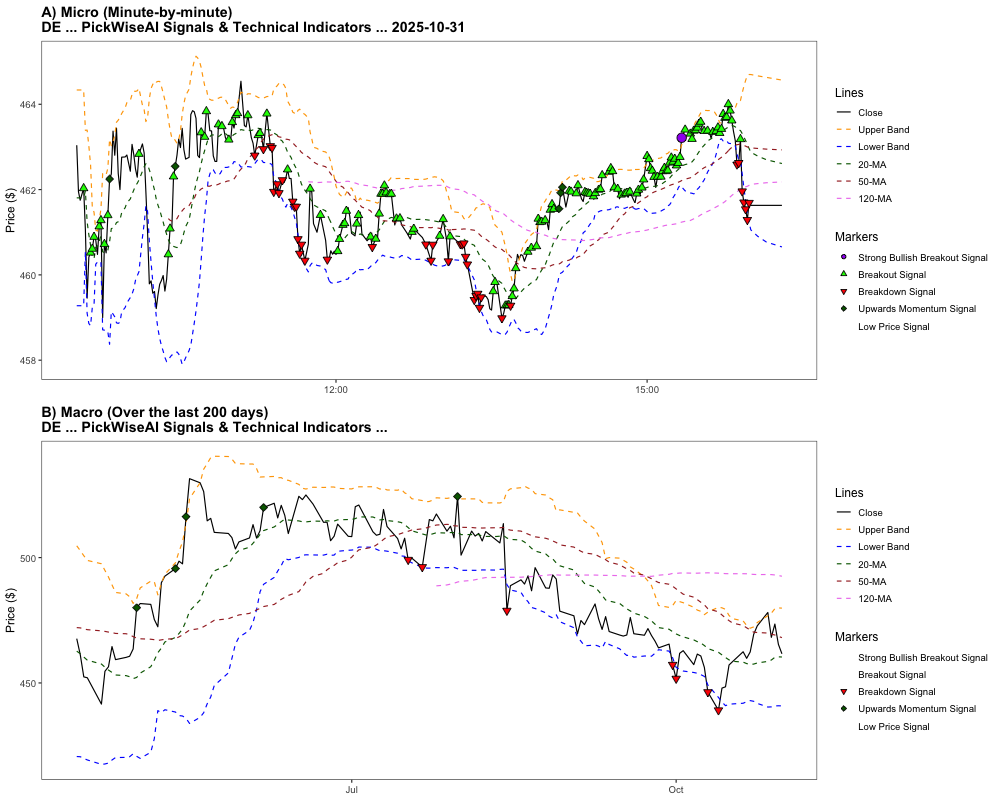 A) Micro (Minute-by-minute)
DE ... PickWiseAI Signals & Technical Indicators ... 2025-10-31
Price ($)
464
462
460
458
12:00
15:00
Lines
Close
Upper Band
Lower Band
20-MA
50-MA
120-MA
Markers
Strong Bullish Breakout Signal
Breakout Signal
Breakdown Signal
Upwards Momentum Signal
Low Price Signal
B) Macro (Over the last 200 days)
DE ... PickWiseAI Signals & Technical Indicators ...
Price ($)
500
450
Jul
Oct
Lines
Close
Upper Band
Lower Band
20-MA
50-MA
120-MA
Markers
Strong Bullish Breakout Signal
Breakout Signal
Breakdown Signal
Upwards Momentum Signal
Low Price Signal